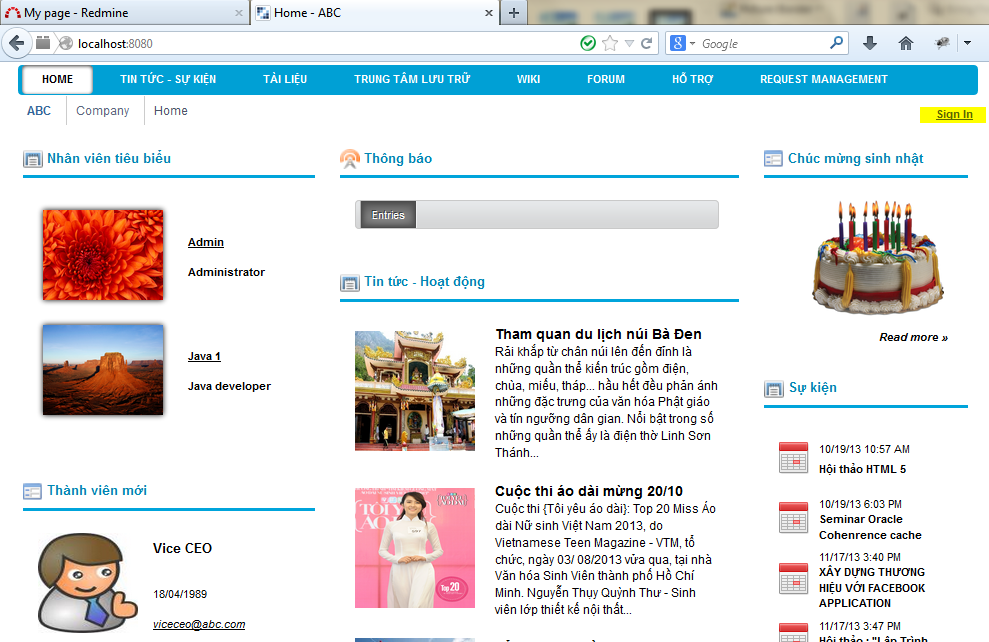 My page - Redmine
Home - ABC
localhost:8080
Google
HOME
TIN TỨC - SỰ KIỆN
TÀI LIỆU
TRUNG TÂM LƯU TRỮ
WIKI
FORUM
HỖ TRỢ
REQUEST MANAGEMENT
ABC
Company
Home
Sign In
Nhân viên tiêu biểu
Admin
Administrator
Java 1
Java developer
Thành viên mới
Vice CEO
18/04/1989
viceceo@abc.com
Thông báo
Entries
Tin tức - Hoạt động
Tham quan du lịch núi Bà Đen
Rải khắp từ chân núi lên đến đỉnh là
những quần thể kiến trúc gồm điện,
chùa, miếu, tháp... hầu hết đều phản ánh
những đặc trưng của văn hóa Phật giáo
và tín ngưỡng dân gian. Nổi bật trong số
những quần thể ấy là điện thờ Linh Sơn
Thánh...
Cuộc thi áo dài mừng 20/10
Cuộc thi {Tôi yêu áo dài}: Top 20 Miss Áo
dài Nữ sinh Việt Nam 2013, do
Vietnamese Teen Magazine - VTM, tổ
chức, ngày 03/ 08/2013 vừa qua, tại nhà
Văn hóa Sinh Viên thành phố Hồ Chí
Minh. Nguyễn Thụy Quỳnh Thư - Sinh
viên lớp thiết kế nội thất...
TÔI YÊU
ÁO DÀI
Top 20
Chúc mừng sinh nhật
Read more »
Sự kiện
10/19/13 10:57 AM
Hội thảo HTML 5
10/19/13 6:03 PM
Seminar Oracle
Cohenrence cache
11/17/13 3:40 PM
XÂY DỰNG THƯƠNG
HIỆU VỚI FACEBOOK
APPLICATION
11/17/13 3:47 PM
Hội thảo : "Lập Trình